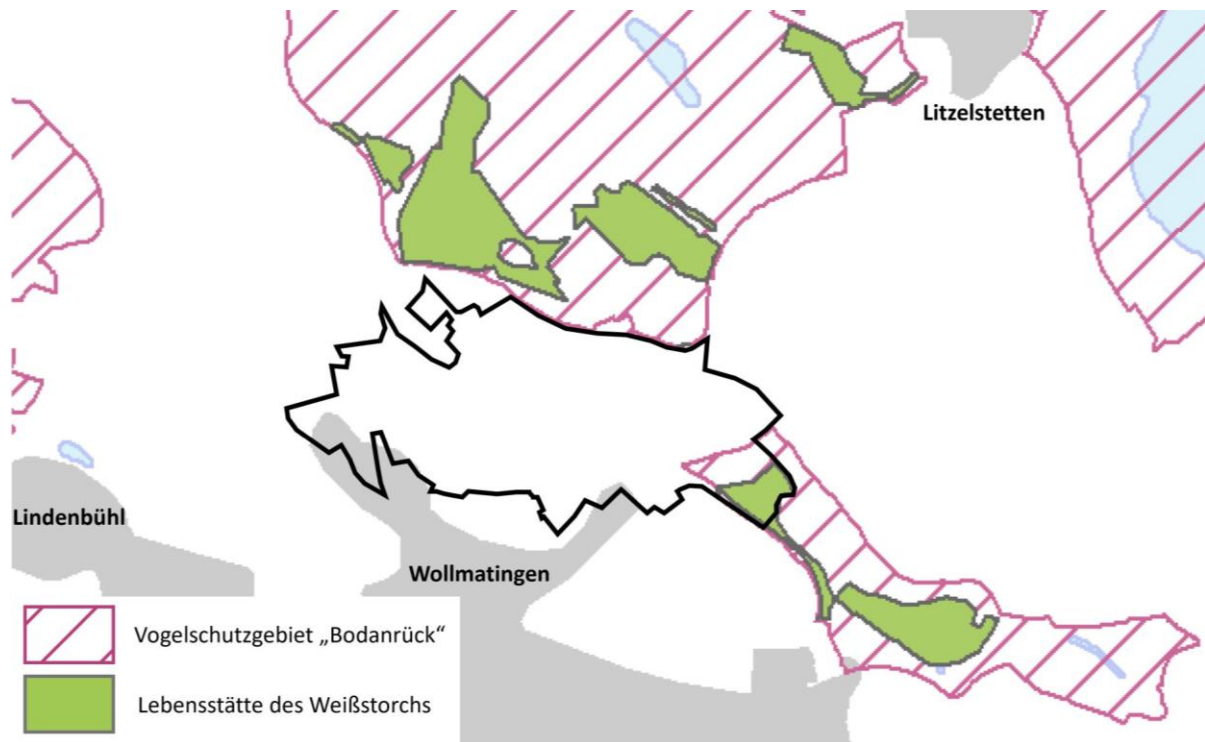 Litzelstetten
Lindenbühl
Wollmatingen
Vogelschutzgebiet „Bodanrück“
Lebensstätte des Weißstorchs